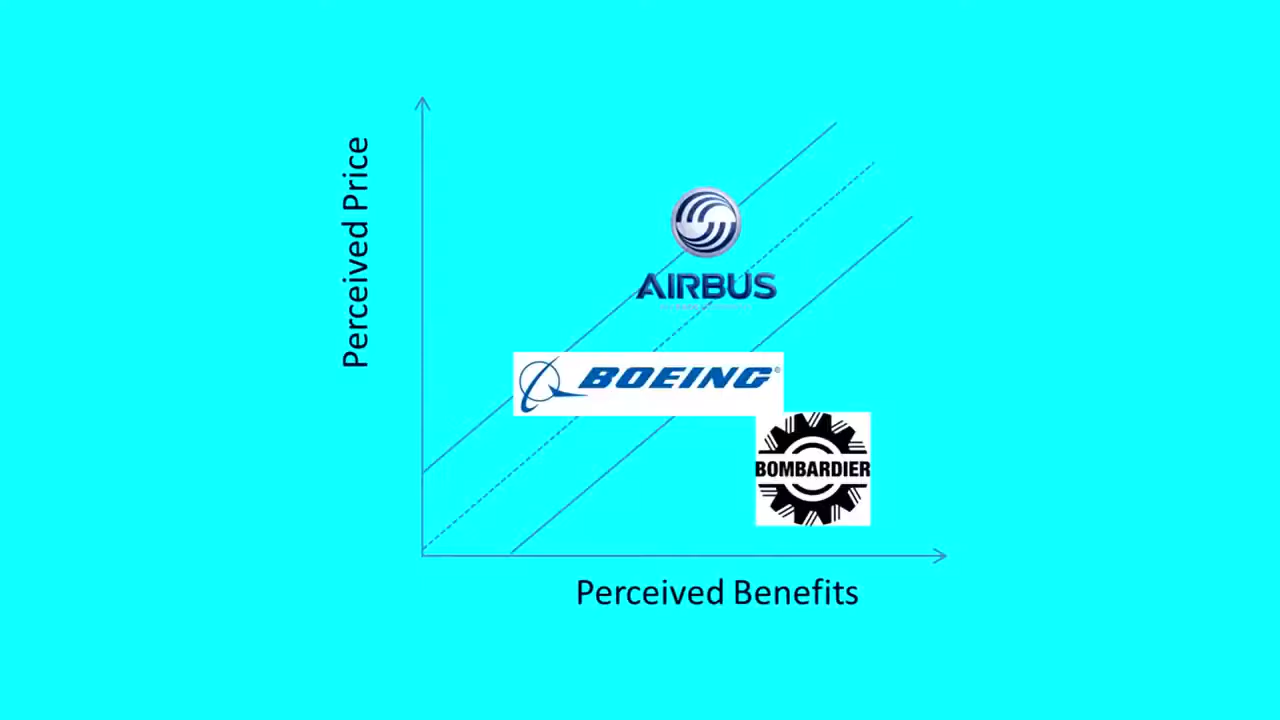 Perceived Price
AIRBUS
BOEING®
BOMBARDIER
Perceived Benefits